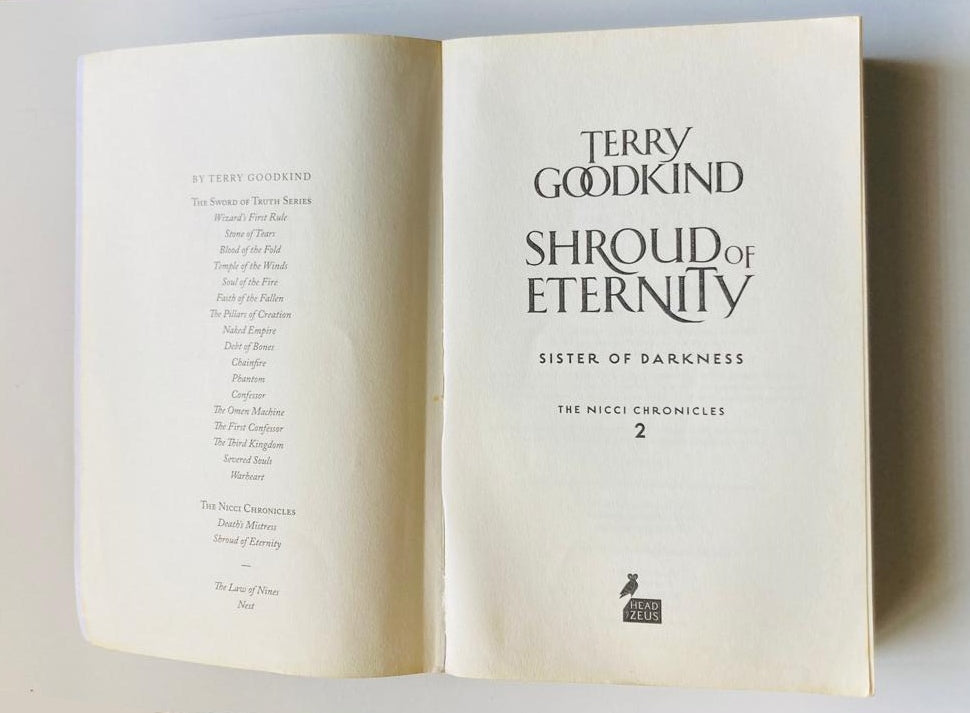 BY TERRY GOODKIND
THE SWORD OF TRUTH SERIES
Wizard's First Rule
Stone of Tears
Blood of the Fold
Temple of the Winds
Soul of the Fire
Faith of the Fallen
The Pillars of Creation
Naked Empire
Debt of Bones
Chainfire
Phantom
Confessor
The Omen Machine
The First Confessor
The Third Kingdom
Severed Souls
Warheart
THE NICCI CHRONICLES
Death's Mistress
Shroud of Eternity
—
The Law of Nines
Nest
TERRY
GOODKIND
SHROUD OF
ETERNITY
SISTER OF DARKNESS
THE NICCI CHRONICLES
2
HEAD
of ZEUS